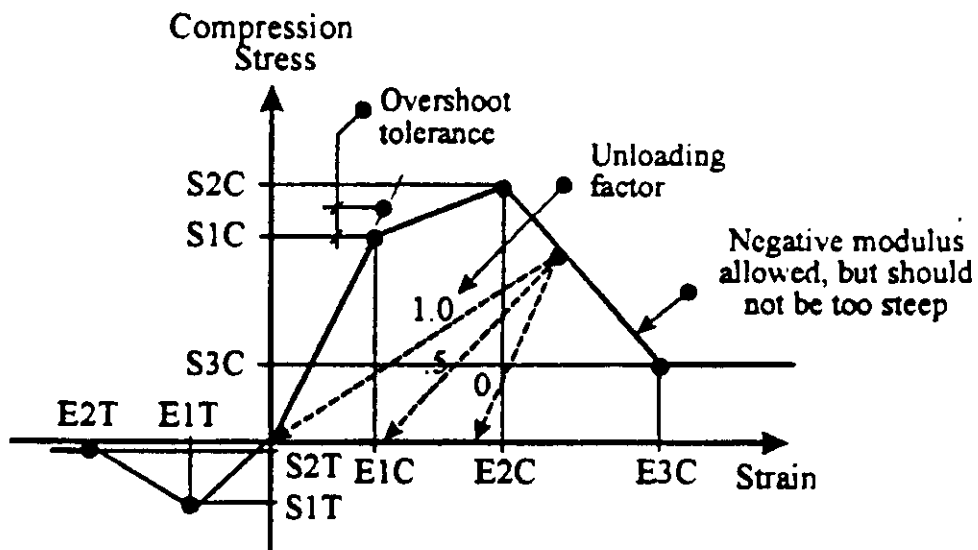 Compression
Stress
Overshoot
tolerance
Unloading
factor
S2C
S1C
Negative modulus
allowed, but should
not be too steep
1.0
.5
0
S3C
E2T
E1T
S2T
S1T
E1C
E2C
E3C
Strain